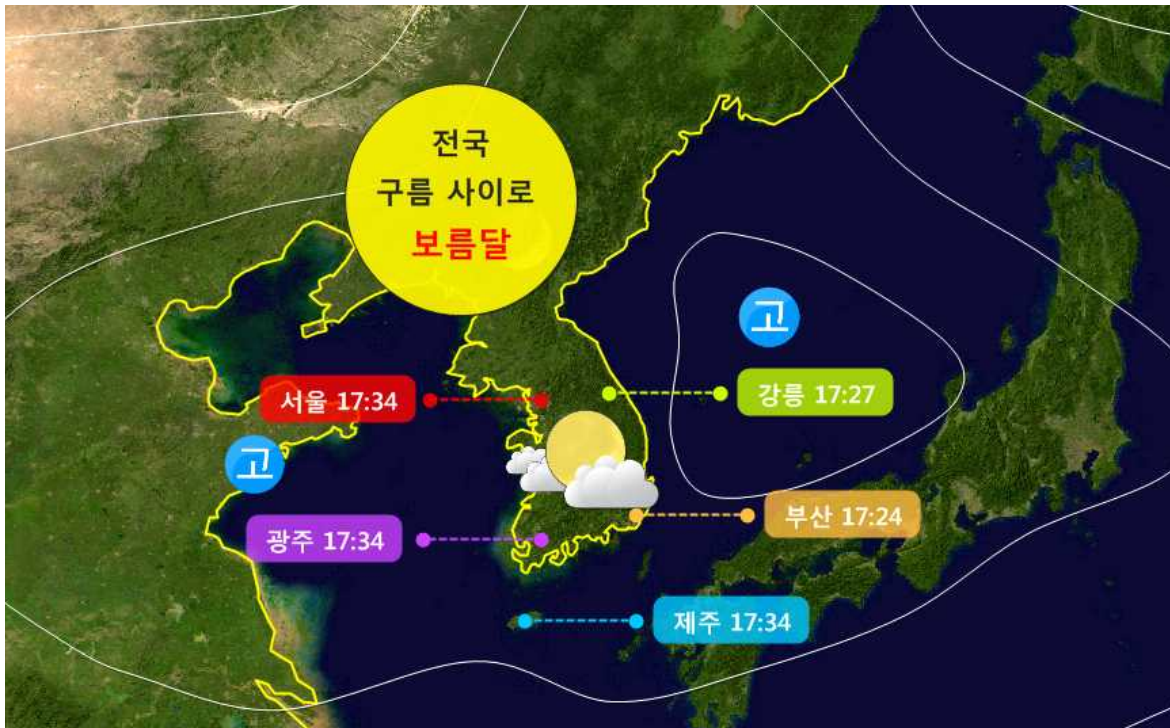 전국
구름 사이로
보름달
고
서울 17:34
강릉 17:27
고
부산 17:24
광주 17:34
제주 17:34